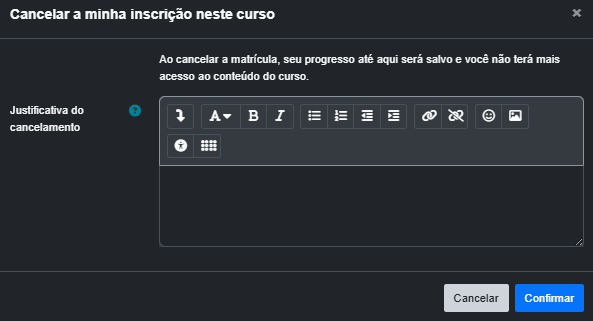 Cancelar a minha inscrição neste curso
Ao cancelar a matrícula, seu progresso até aqui será salvo e você não terá mais
acesso ao conteúdo do curso.
Justificativa do
cancelamento
A B I
Cancelar
Confirmar